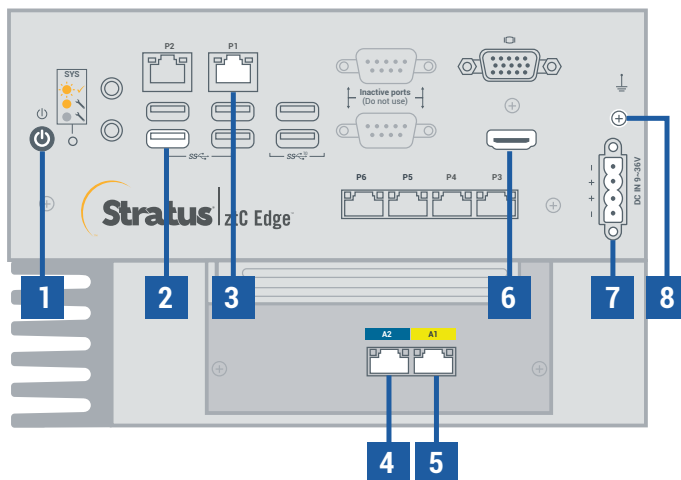 SYS
P2
P1
Inactive ports
(Do not use)
P6
P5
P4
P3
DC IN 9~36V
- + + -
Stratus ztC Edge
SS
SS 10
1
2
3
6
7
8
A2
A1
4
5